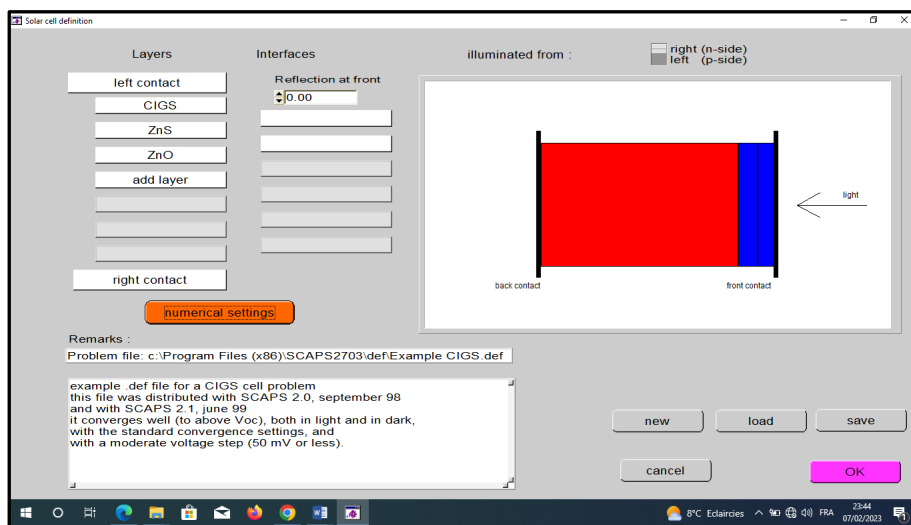 Solar cell definition
Layers
Interfaces
illuminated from :
right (n-side)
left (p-side)
left contact
Reflection at front
0.00
CIGS
ZnS
ZnO
add layer
right contact
light
back contact
front contact
numerical settings
Remarks :
Problem file: c:\Program Files (x86)\SCAPS2703\def\Example CIGS.def
example .def file for a CIGS cell problem
this file was distributed with SCAPS 2.0, september 98
and with SCAPS 2.1, june 99
it converges well (to above Voc), both in light and in dark,
with the standard convergence settings, and
with a moderate voltage step (50 mV or less).
new
load
save
cancel
OK
8°C Eclaircies
FRA
23:44
07/02/2023